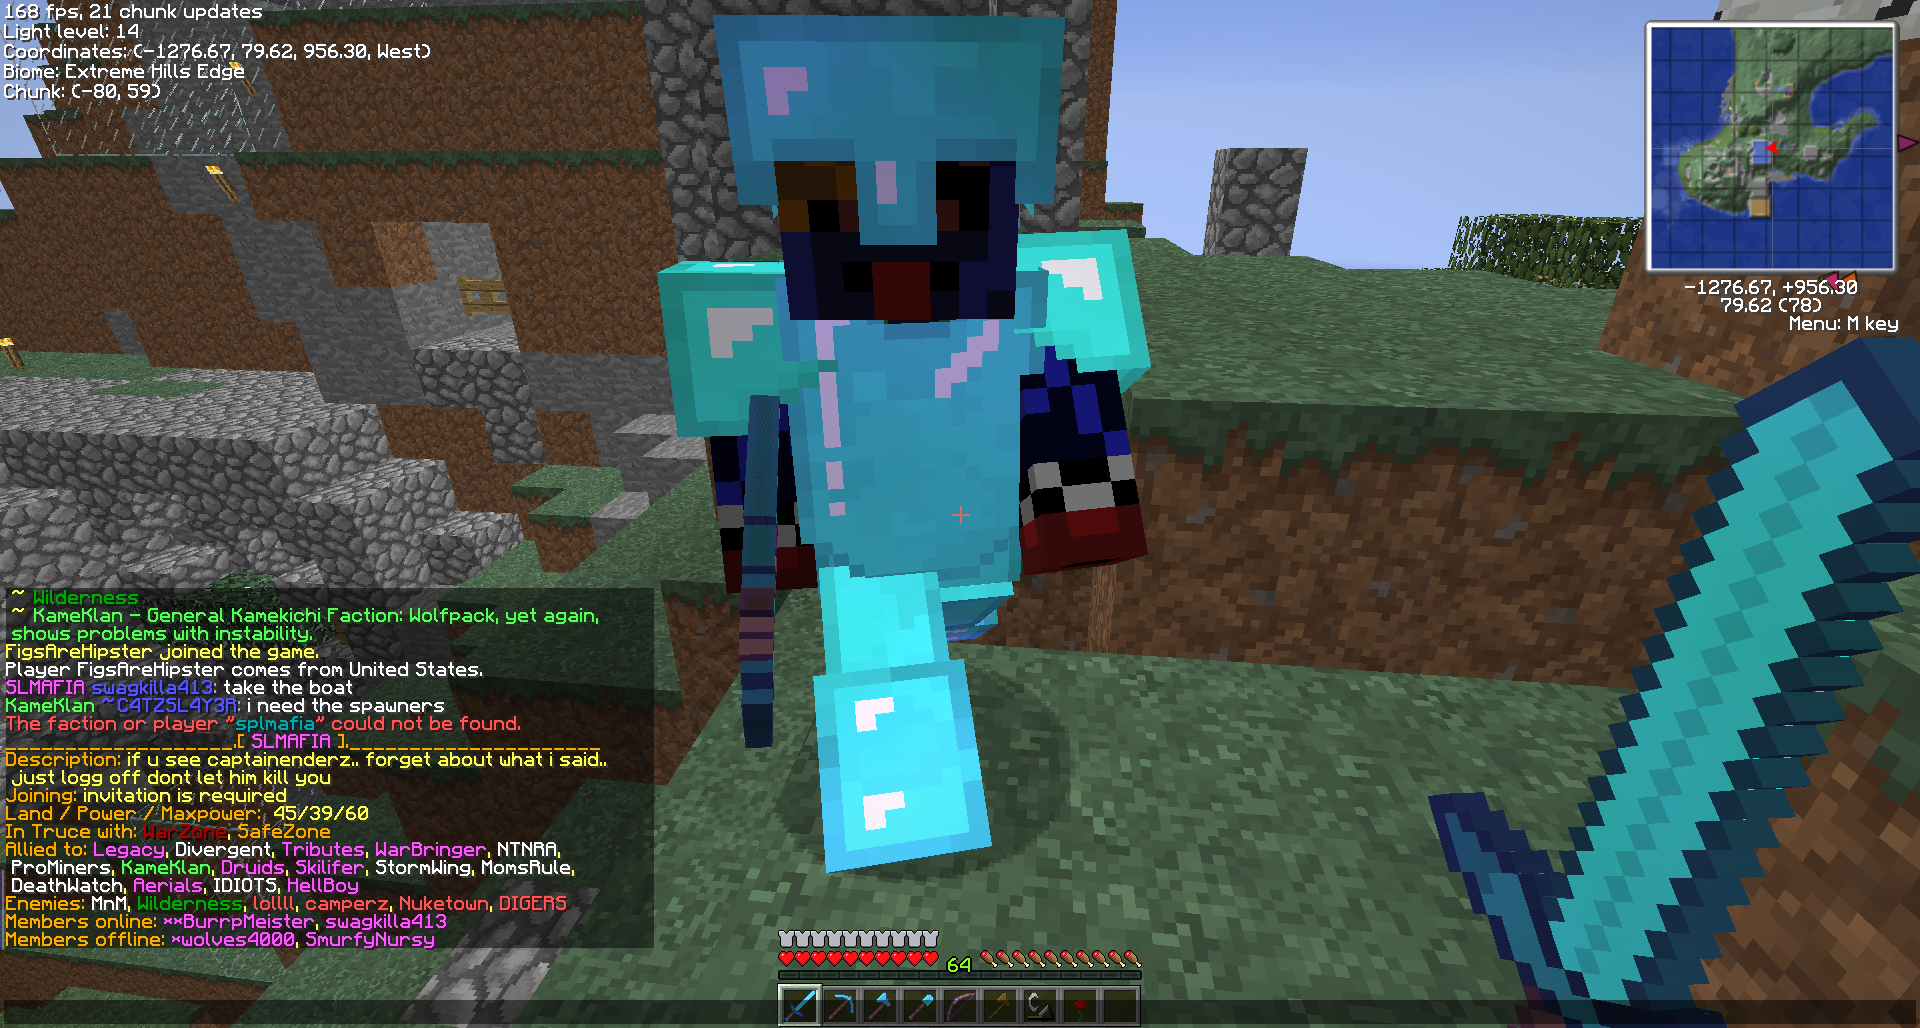 168 fps, 21 chunk updates
Light level: 14
Coordinates: (-1276.67, 79.62, 956.30, West)
Biome: Extreme Hills Edge
Chunk: (-80, 59)
-1276.67, +956.30
79.62 (78)
Menu: M key
~ Wilderness
~ KameKlan - General Kamekichi Faction: Wolfpack, yet again,
shows problems with instability.
FigsAreHipster joined the game.
Player FigsAreHipster comes from United States.
SLMAFIA swagkilla413: take the boat
KameKlan ~C4TZ5L4Y3R: i need the spawners
The faction or player "splmafia" could not be found.
____________________.[ SLMAFIA ].______________________
Description: if u see captainenderz.. forget about what i said..
just logg off dont let him kill you
Joining: invitation is required
Land / Power / Maxpower: 45/39/60
In Truce with: WarZone, SafeZone
Allied to: Legacy, Divergent, Tributes, WarBringer, NTNRA,
ProMiners, KameKlan, Druids, Skilifer, StormWing, MomsRule,
DeathWatch, Aerials, IDIOTS, HellBoy
Enemies: MnM, Wilderness, lollll, camperz, Nuketown, DIGERS
Members online: **BurrpMeister, swagkilla413
Members offline: *wolves4000, SmurfyNursy
64